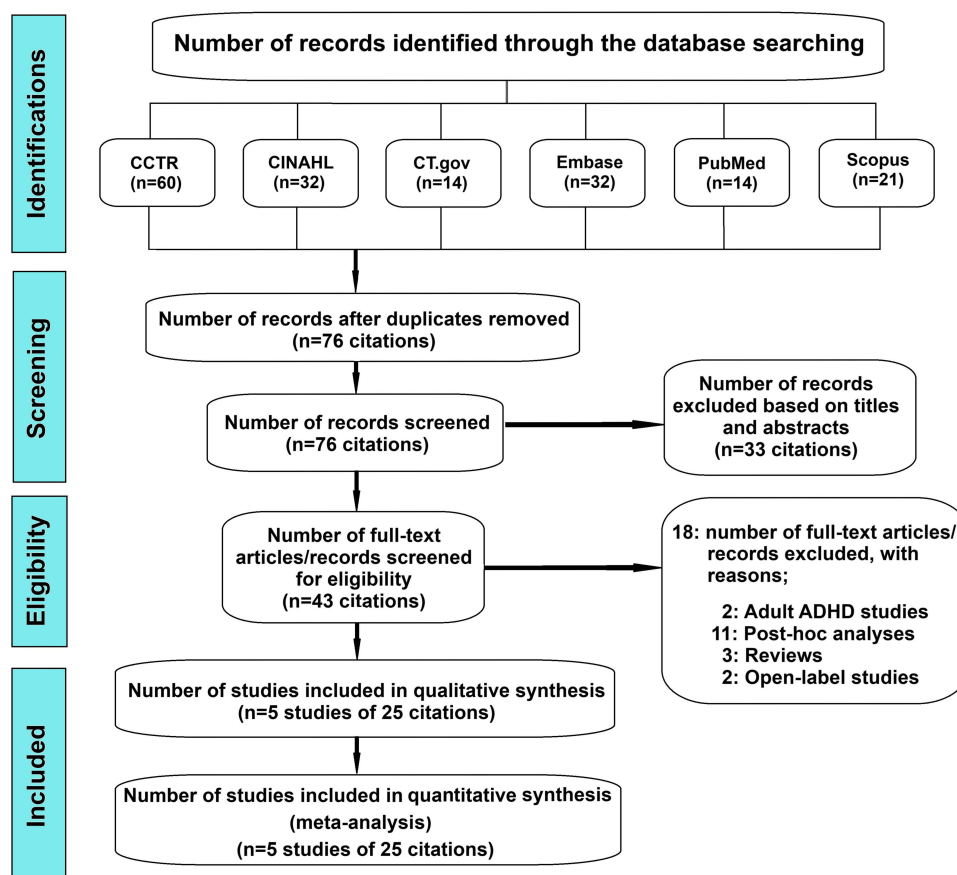 Identifications
Number of records identified through the database searching
CCTR
(n=60)
CINAHL
(n=32)
CT.gov
(n=14)
Embase
(n=32)
PubMed
(n=14)
Scopus
(n=21)
Screening
Number of records after duplicates removed
(n=76 citations)
Number of records screened
(n=76 citations)
Number of records
excluded based on titles
and abstracts
(n=33 citations)
Eligibility
Number of full-text
articles/records screened
for eligibility
(n=43 citations)
18: number of full-text articles/
records excluded, with
reasons;
2: Adult ADHD studies
11: Post-hoc analyses
3: Reviews
2: Open-label studies
Included
Number of studies included in qualitative synthesis
(n=5 studies of 25 citations)
Number of studies included in quantitative synthesis
(meta-analysis)
(n=5 studies of 25 citations)